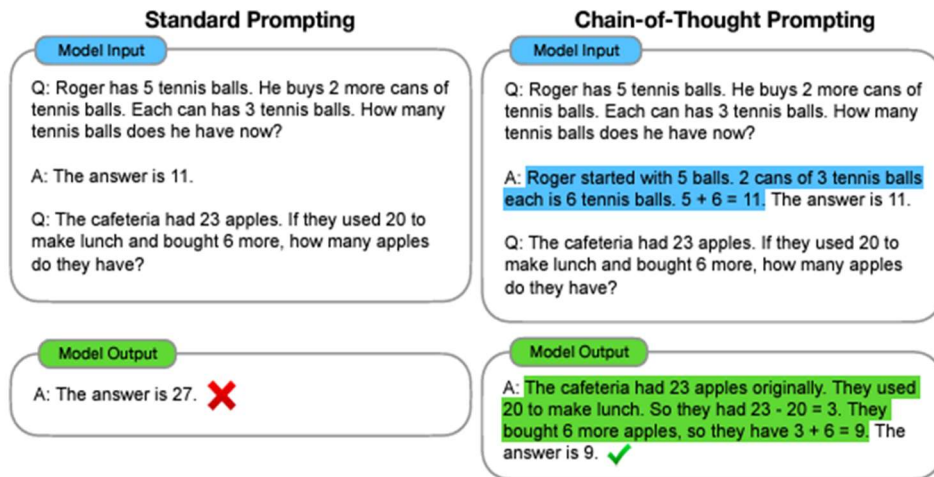 Standard Prompting
Model Input
Q: Roger has 5 tennis balls. He buys 2 more cans of
tennis balls. Each can has 3 tennis balls. How many
tennis balls does he have now?
A: The answer is 11.
Q: The cafeteria had 23 apples. If they used 20 to
make lunch and bought 6 more, how many apples
do they have?
Model Output
A: The answer is 27.
Chain-of-Thought Prompting
Model Input
Q: Roger has 5 tennis balls. He buys 2 more cans of
tennis balls. Each can has 3 tennis balls. How many
tennis balls does he have now?
A: Roger started with 5 balls. 2 cans of 3 tennis balls
each is 6 tennis balls. 5 + 6 = 11. The answer is 11.
Q: The cafeteria had 23 apples. If they used 20 to
make lunch and bought 6 more, how many apples
do they have?
Model Output
A: The cafeteria had 23 apples originally. They used
20 to make lunch. So they had 23 - 20 = 3. They
bought 6 more apples, so they have 3 + 6 = 9. The
answer is 9.